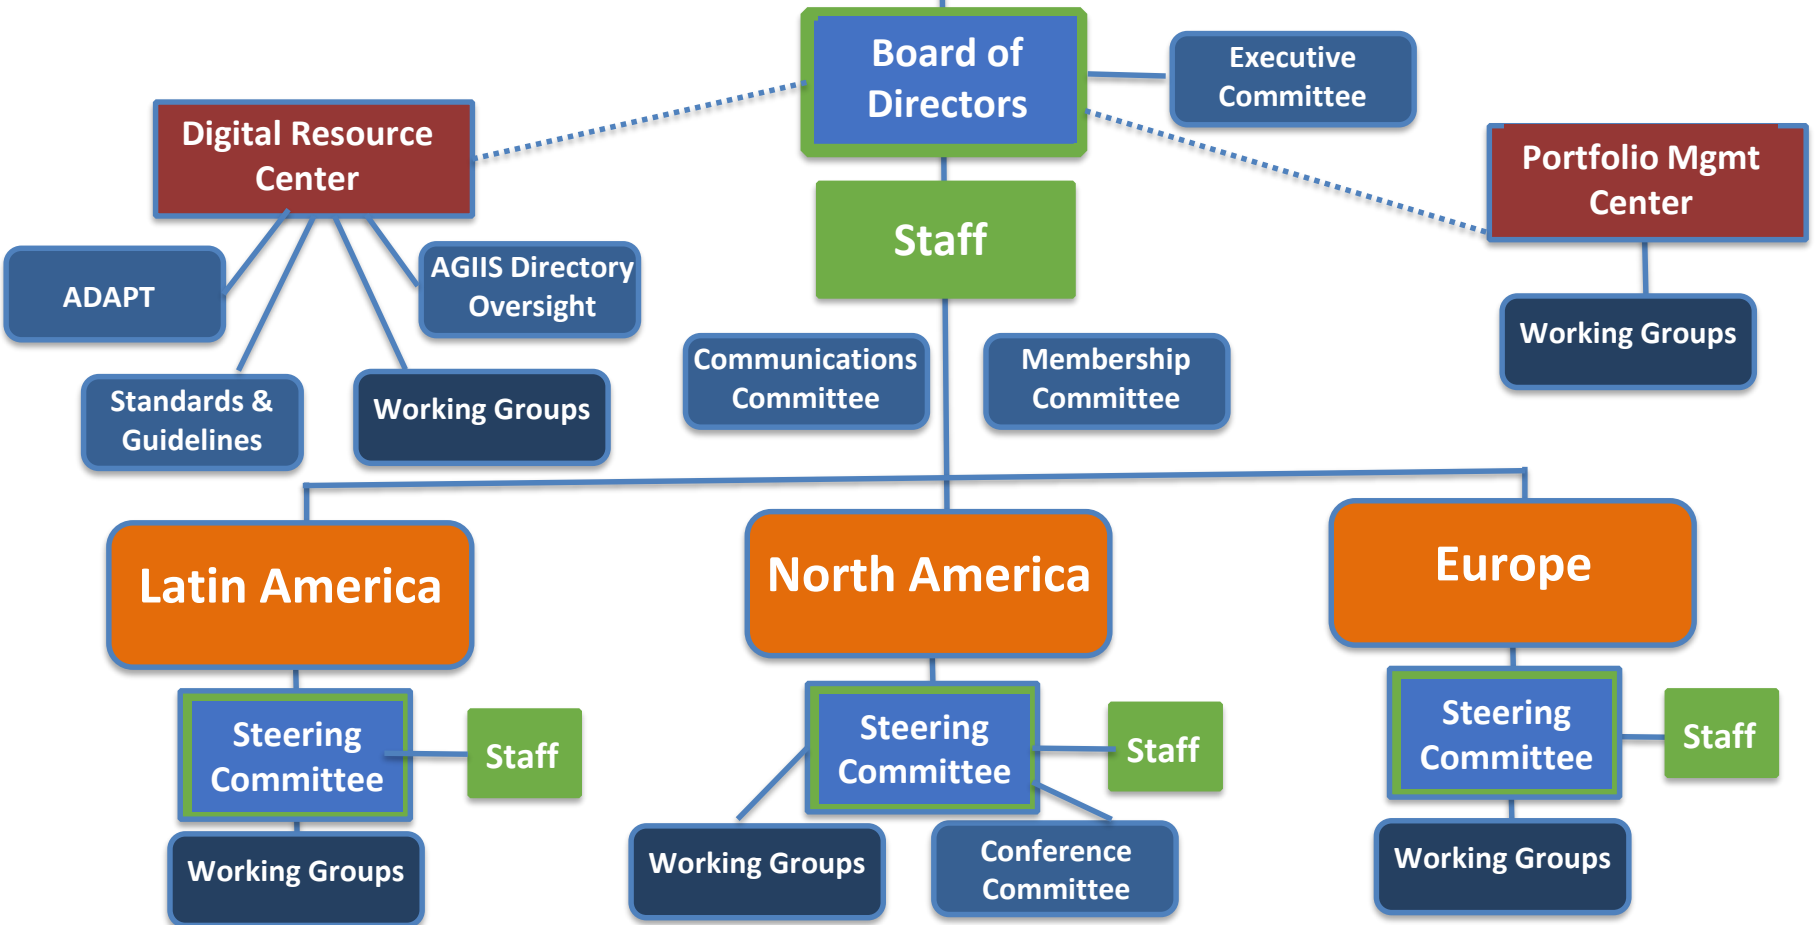 Board of
Directors
Executive
Committee
Digital Resource
Center
Portfolio Mgmt
Center
Staff
ADAPT
AGIIS Directory
Oversight
Standards &
Guidelines
Working Groups
Communications
Committee
Membership
Committee
Working Groups
Latin America
North America
Europe
Steering
Committee
Staff
Steering
Committee
Staff
Steering
Committee
Staff
Working Groups
Working Groups
Conference
Committee
Working Groups